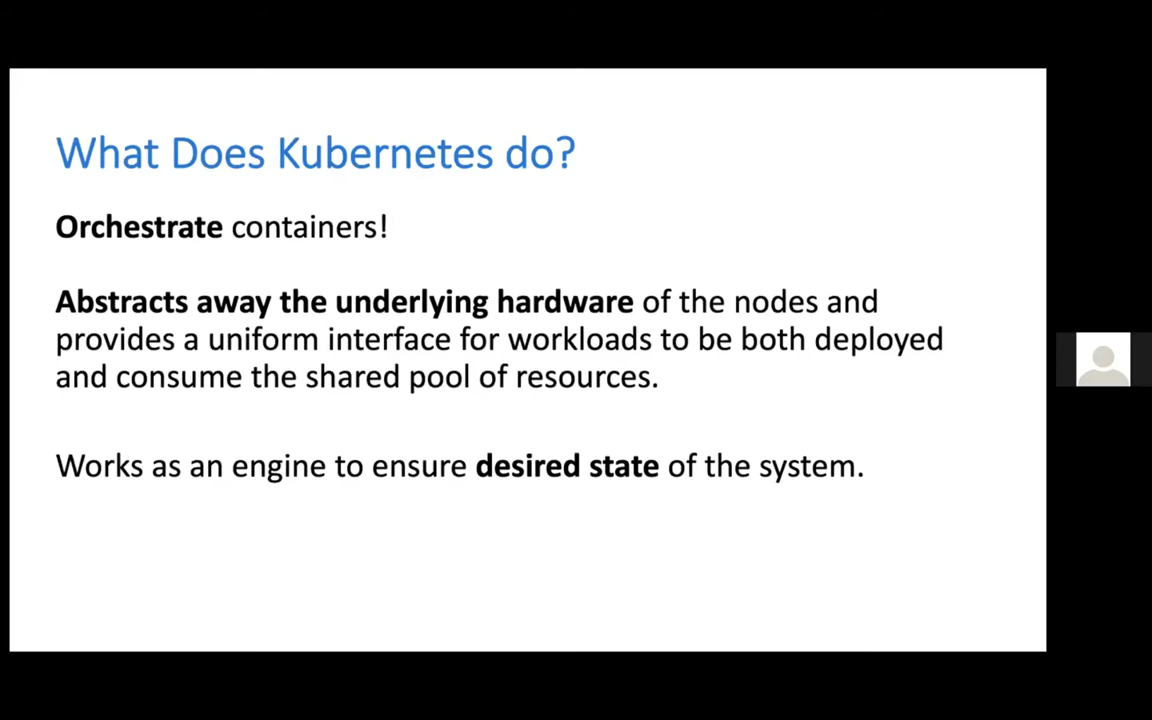 What Does Kubernetes do?
Orchestrate containers!
Abstracts away the underlying hardware of the nodes and
provides a uniform interface for workloads to be both deployed
and consume the shared pool of resources.
Works as an engine to ensure desired state of the system.